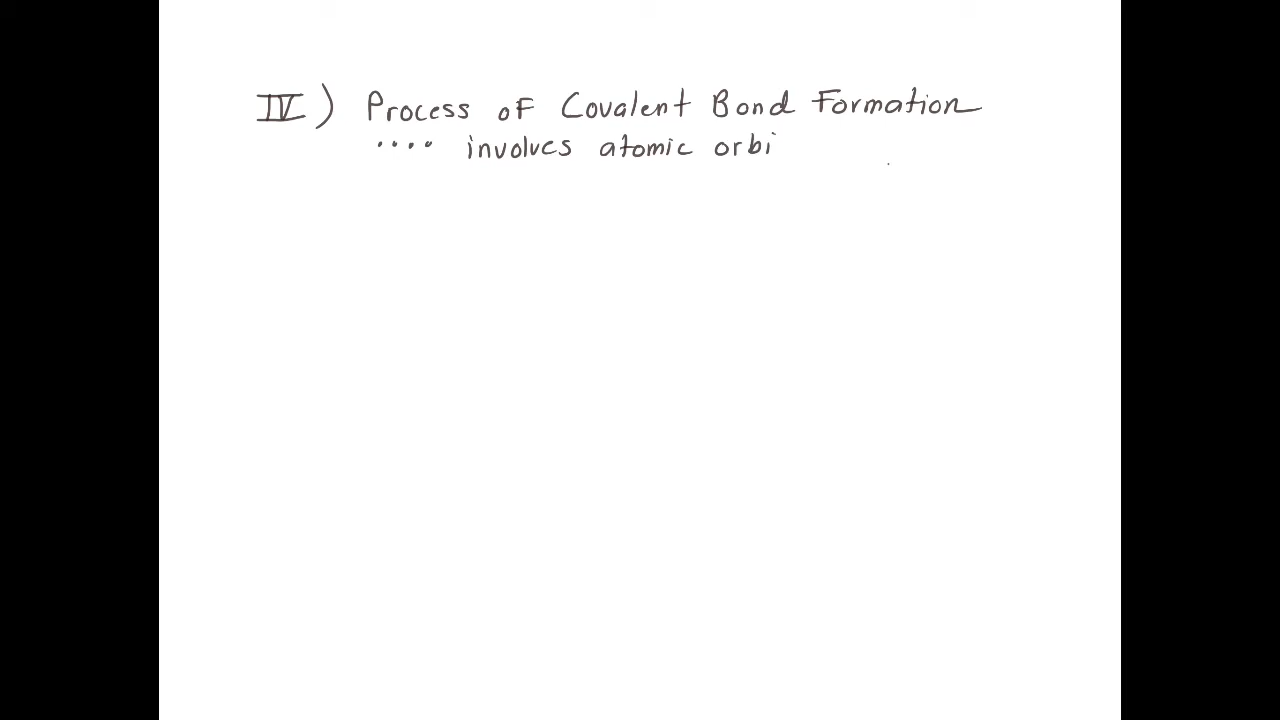 IV) Process of Covalent Bond Formation
.... involves atomic orbi